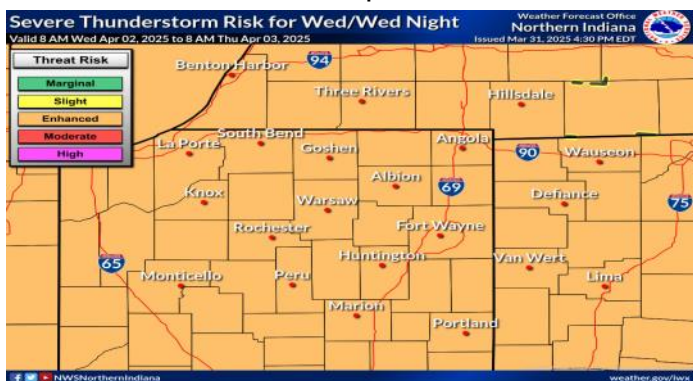 Severe Thunderstorm Risk for Wed/Wed Night
Valid 8 AM Wed Apr 02, 2025 to 8 AM Thu Apr 03, 2025
Weather Forecast Office
Northern Indiana
Issued Mar 31, 2025 4:30 PM EDT
Threat Risk
Marginal
Slight
Enhanced
Moderate
High
94
Benton Harbor
Three Rivers
Hillsdale
South Bend
La Porte
Goshen
Angola
90
Wauseon
Albion
69
Knox
Warsaw
Defiance
75
Rochester
Fort Wayne
65
Huntington
Van Wert
Monticello
Peru
Lima
Marion
Portland
NWSNorthernIndiana
weather.gov/iwx